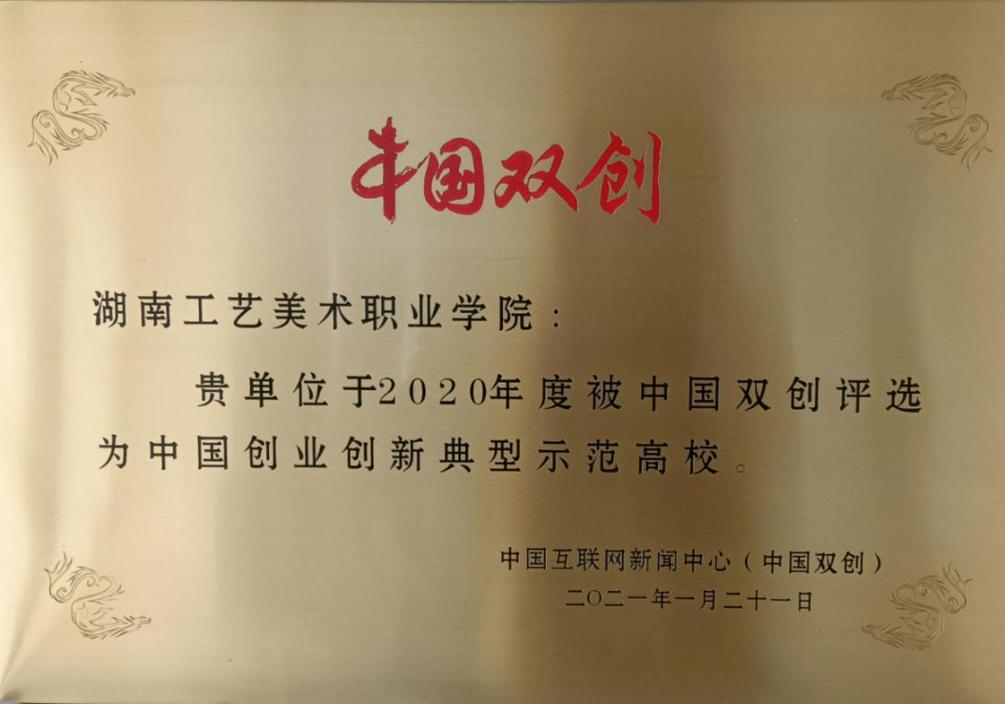 中国双创
湖南工艺美术职业学院：
贵单位于2020年度被中国双创评选
为中国创业创新典型示范高校。
中国互联网新闻中心（中国双创）
二〇二一年一月二十一日